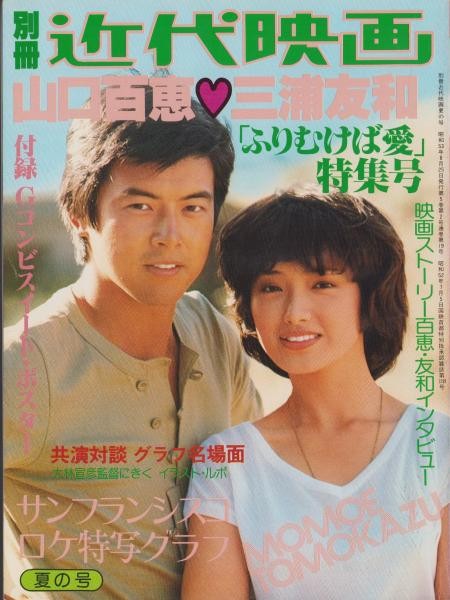 別冊 近代映画
山口百恵♥三浦友和
「ふりむけば愛」
特集号
付録 Gコンビスイート・ポスター
映画ストーリー百恵・友和インタビュー
共演対談 グラフ名場面
大林宣彦監督にきく イラスト・ルポ
サンフランシスコ
ロケ特写グラフ
MOMOE
TOMOKAZU
夏の号